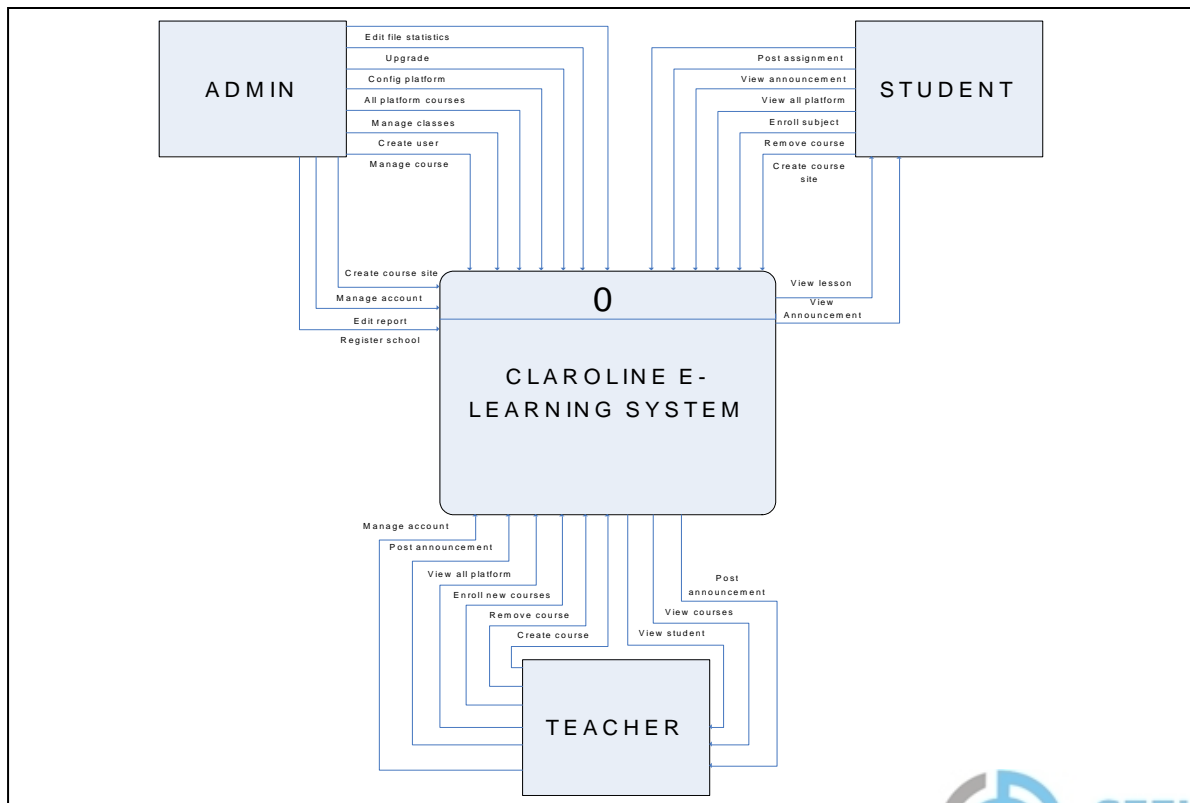 ADMIN
Edit file statistics
Upgrade
Config platform
All platform courses
Manage classes
Create user
Manage course
Create course site
Manage account
Edit report
Register school
STUDENT
Post assignment
View announcement
View all platform
Enroll subject
Remove course
Create course
site
View lesson
View
Announcement
0
CLAROLINE E-
LEARNING SYSTEM
Manage account
Post announcement
View all platform
Enroll new courses
Remove course
Create course
Post
announcement
View courses
View student
TEACHER